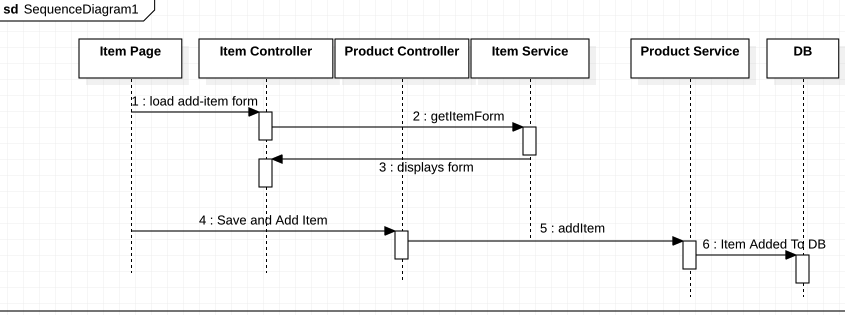 sd SequenceDiagram1
Item Page
Item Controller
Product Controller
Item Service
Product Service
DB
1 : load add-item form
2 : getItemForm
3 : displays form
4 : Save and Add Item
5 : addItem
6 : Item Added To DB